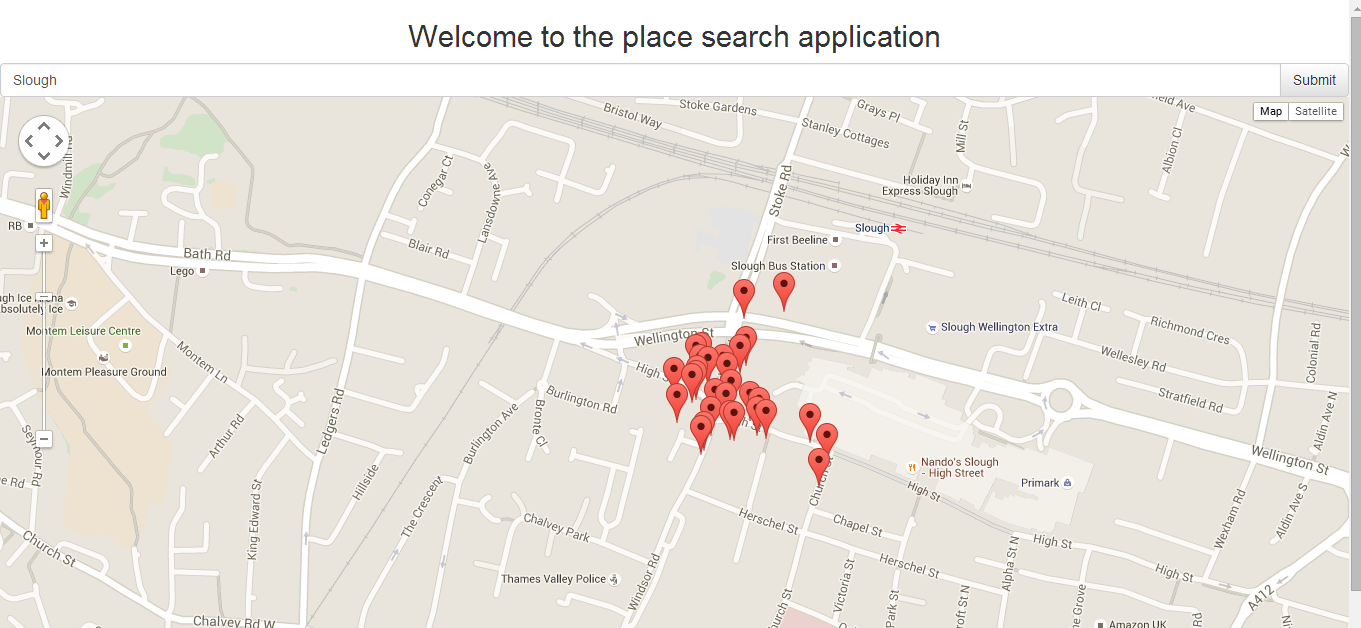 Welcome to the place search application
Slough
Submit
Map
Satellite
Bristol Way
Stoke Gardens
Grays Pl
Stanley Cottages
Mill St
Albion Cl
Windmill
Conegar Ct
Lansdowne Ave
Stoke Rd
Holiday Inn
Express Slough
RB
Slough
First Beeline
Bath Rd
Blair Rd
Lego
Slough Bus Station
Absolutely Ice
Leith Cl
Montem Leisure Centre
Wellington St
Slough Wellington Extra
Richmond Cres
Colonial Rd
Montem Ln
Wellesley Rd
Montem Pleasure Ground
High
Burlington Rd
Stratfield Rd
Ledgers Rd
Burlington Ave
Bronte Cl
Arthur Rd
Seymour Rd
Aldin Ave N
Wellington St
Hillside
Nando's Slough
- High Street
Primark
High St
Church St
King Edward St
The Crescent
Chalvey Park
Herschel St
Chapel St
Wexham Rd
Aldin Ave S
Church St
High St
Herschel St
Alpha St N
High St
Thames Valley Police
Windsor Rd
Victoria St
Park St
A412
Chalvey Rd W
Amazon UK